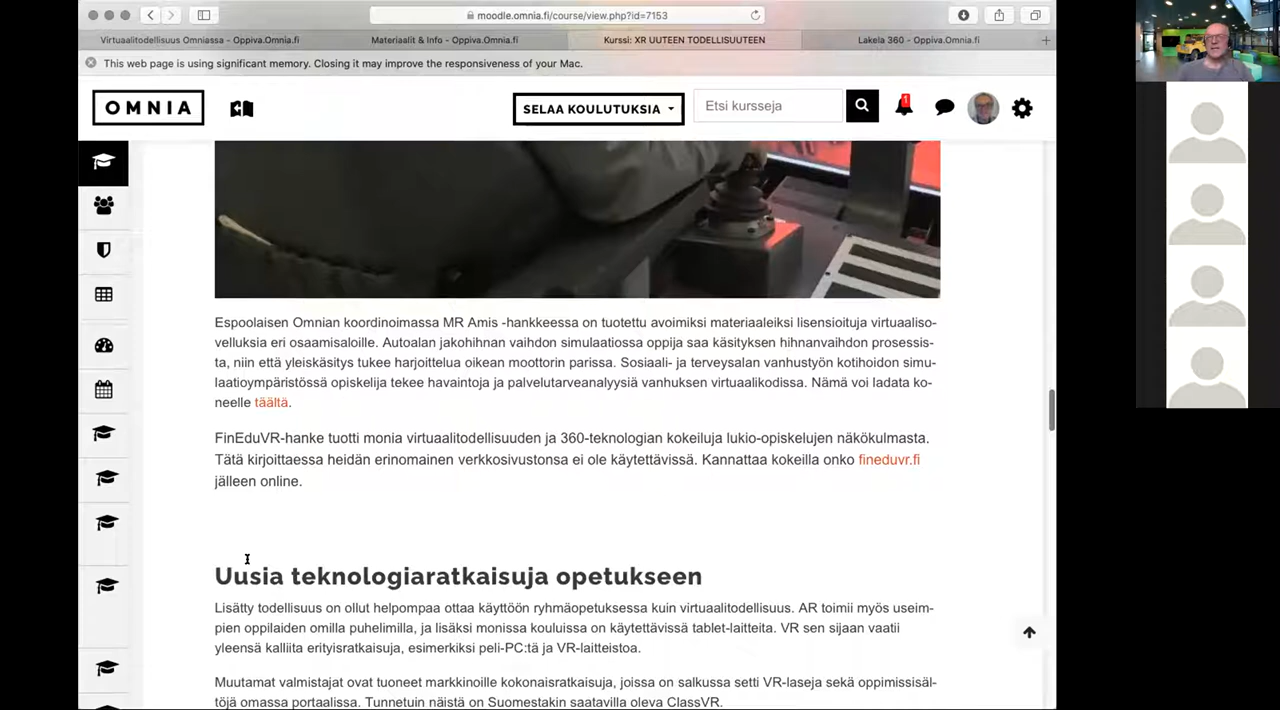 moodle.omnia.fi/course/view.php?id=7153
Virtuaalitodellisuus Omniassa - Oppiva.Omnia.fi
Materiaalit & Info - Oppiva.Omnia.fi
Kurssi: XR UUTEEN TODELLISUUTEEN
Lakela 360 - Oppiva.Omnia.fi
This web page is using significant memory. Closing it may improve the responsiveness of your Mac.
OMNIA
SELAA KOULUTUKSIA
Etsi kursseja
1
Espoolaisen Omnian koordinoimassa MR Amis -hankkeessa on tuotettu avoimiksi materiaaleiksi lisensioituja virtuaaliso-
velluksia eri osaamisaloille. Autoalan jakohihnan vaihdon simulaatiossa oppija saa käsityksen hihnanvaihdon prosessis-
ta, niin että yleiskäsitys tukee harjoittelua oikean moottorin parissa. Sosiaali- ja terveysalan vanhustyön kotihoidon simu-
laatioympäristössä opiskelija tekee havaintoja ja palvelutarveanalyysiä vanhuksen virtuaalikodissa. Nämä voi ladata ko-
neelle täältä.
FinEduVR-hanke tuotti monia virtuaalitodellisuuden ja 360-teknologian kokeiluja lukio-opiskelujen näkökulmasta.
Tätä kirjoittaessa heidän erinomainen verkkosivustonsa ei ole käytettävissä. Kannattaa kokeilla onko fineduvr.fi
jälleen online.
Uusia teknologiaratkaisuja opetukseen
Lisätty todellisuus on ollut helpompaa ottaa käyttöön ryhmäopetuksessa kuin virtuaalitodellisuus. AR toimii myös useim-
pien oppilaiden omilla puhelimilla, ja lisäksi monissa kouluissa on käytettävissä tablet-laitteita. VR sen sijaan vaatii
yleensä kalliita erityisratkaisuja, esimerkiksi peli-PC:tä ja VR-laitteistoa.
Muutamat valmistajat ovat tuoneet markkinoille kokonaisratkaisuja, joissa on salkussa setti VR-laseja sekä oppimissisäl-
töjä omassa portaalissa. Tunnetuin näistä on Suomestakin saatavilla oleva ClassVR.